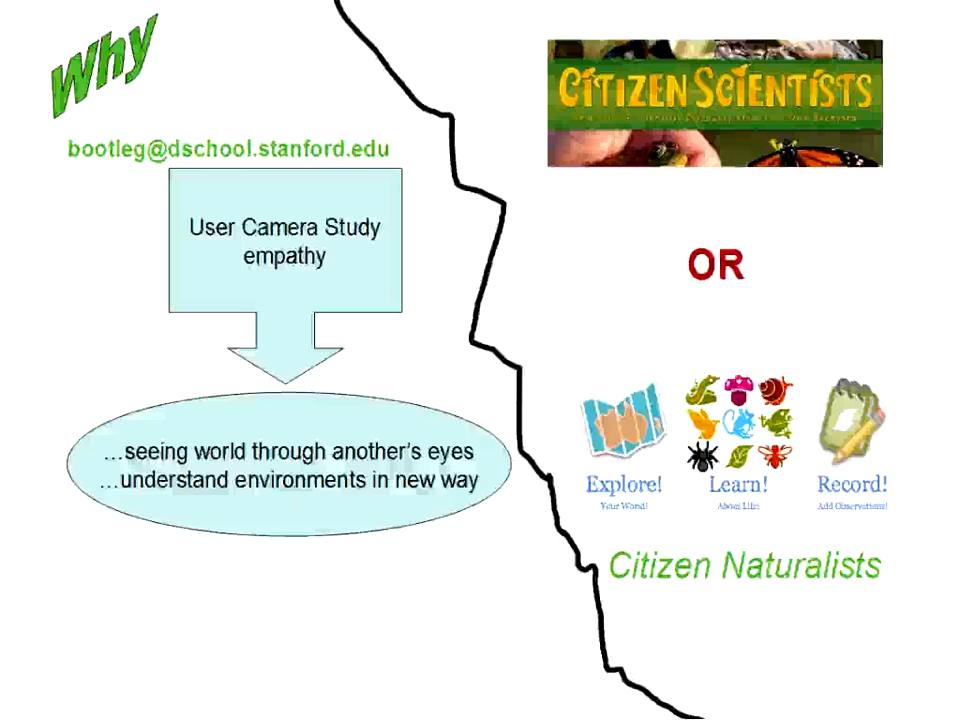 Why
bootleg@dschool.stanford.edu
User Camera Study
empathy
…seeing world through another's eyes
…understand environments in new way
CITIZEN SCIENTISTS
OR
Explore!
Your World!
Learn!
About Life!
Record!
Add Observations!
Citizen Naturalists